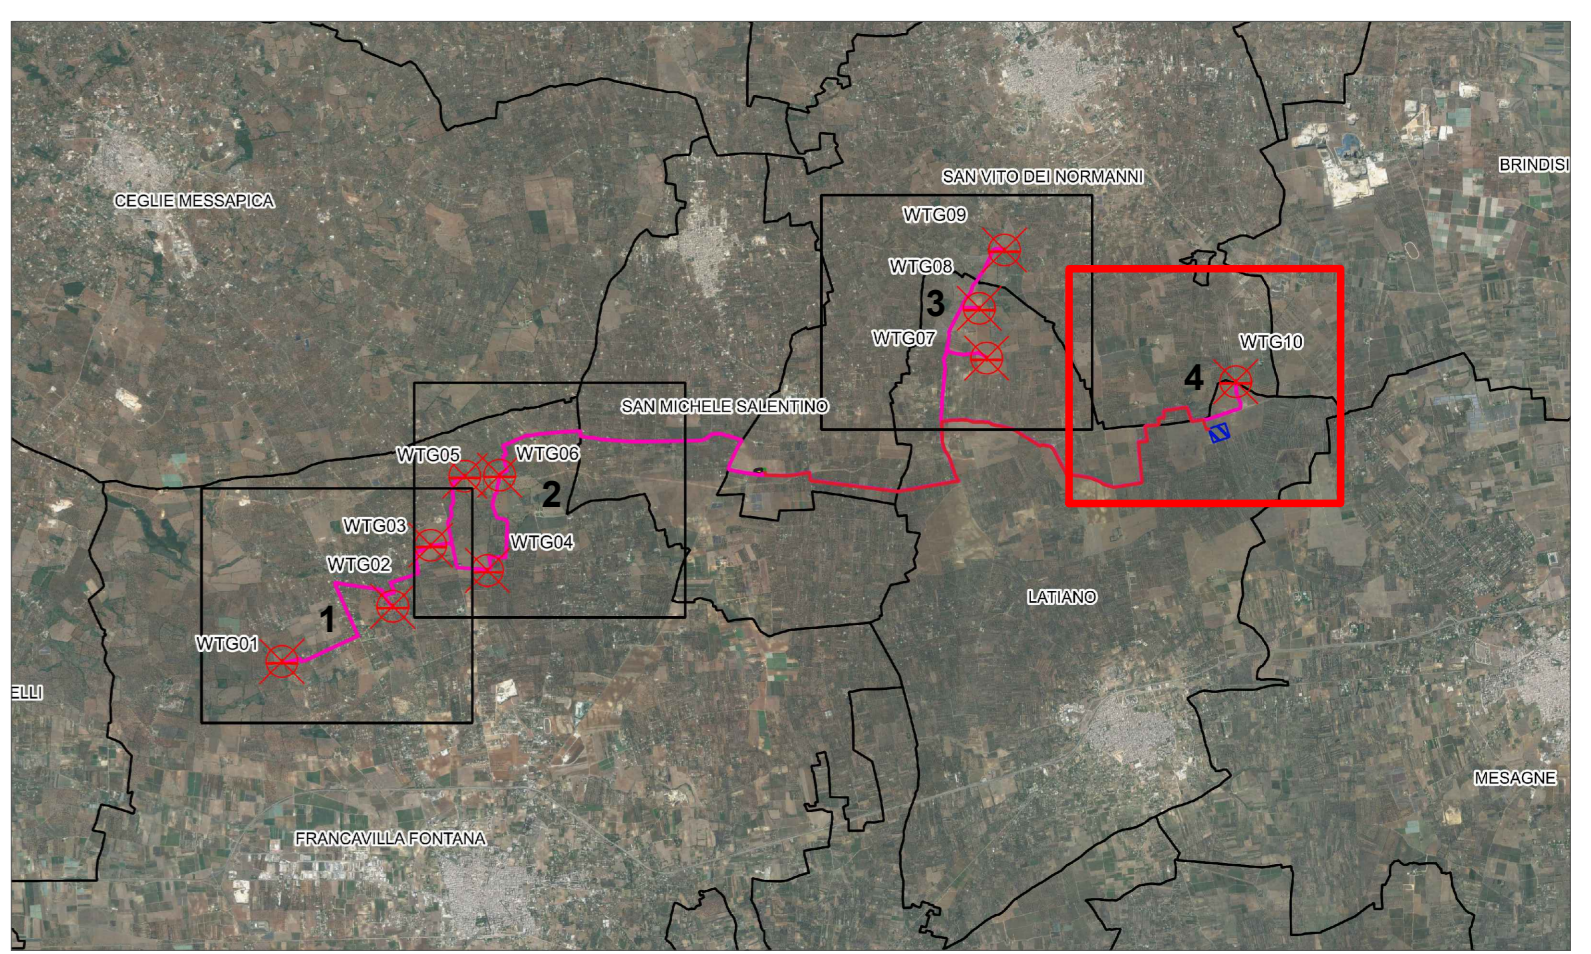 BRINDISI
SAN VITO DEI NORMANNI
CEGLIE MESSAPICA
WTG09
WTG08
3
WTG07
WTG10
4
SAN MICHELE SALENTINO
WTG05
WTG06
2
WTG03
WTG04
WTG02
LATIANO
1
WTG01
ELLI
MESAGNE
FRANCAVILLA FONTANA